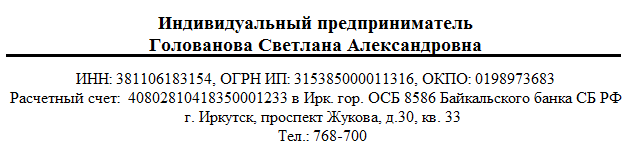 Индивидуальный предприниматель
Голованова Светлана Александровна
ИНН: 381106183154, ОГРН ИП: 315385000011316, ОКПО: 0198973683
Расчетный счет: 40802810418350001233 в Ирк. гор. ОСБ 8586 Байкальского банка СБ РФ
г. Иркутск, проспект Жукова, д.30, кв. 33
Тел.: 768-700